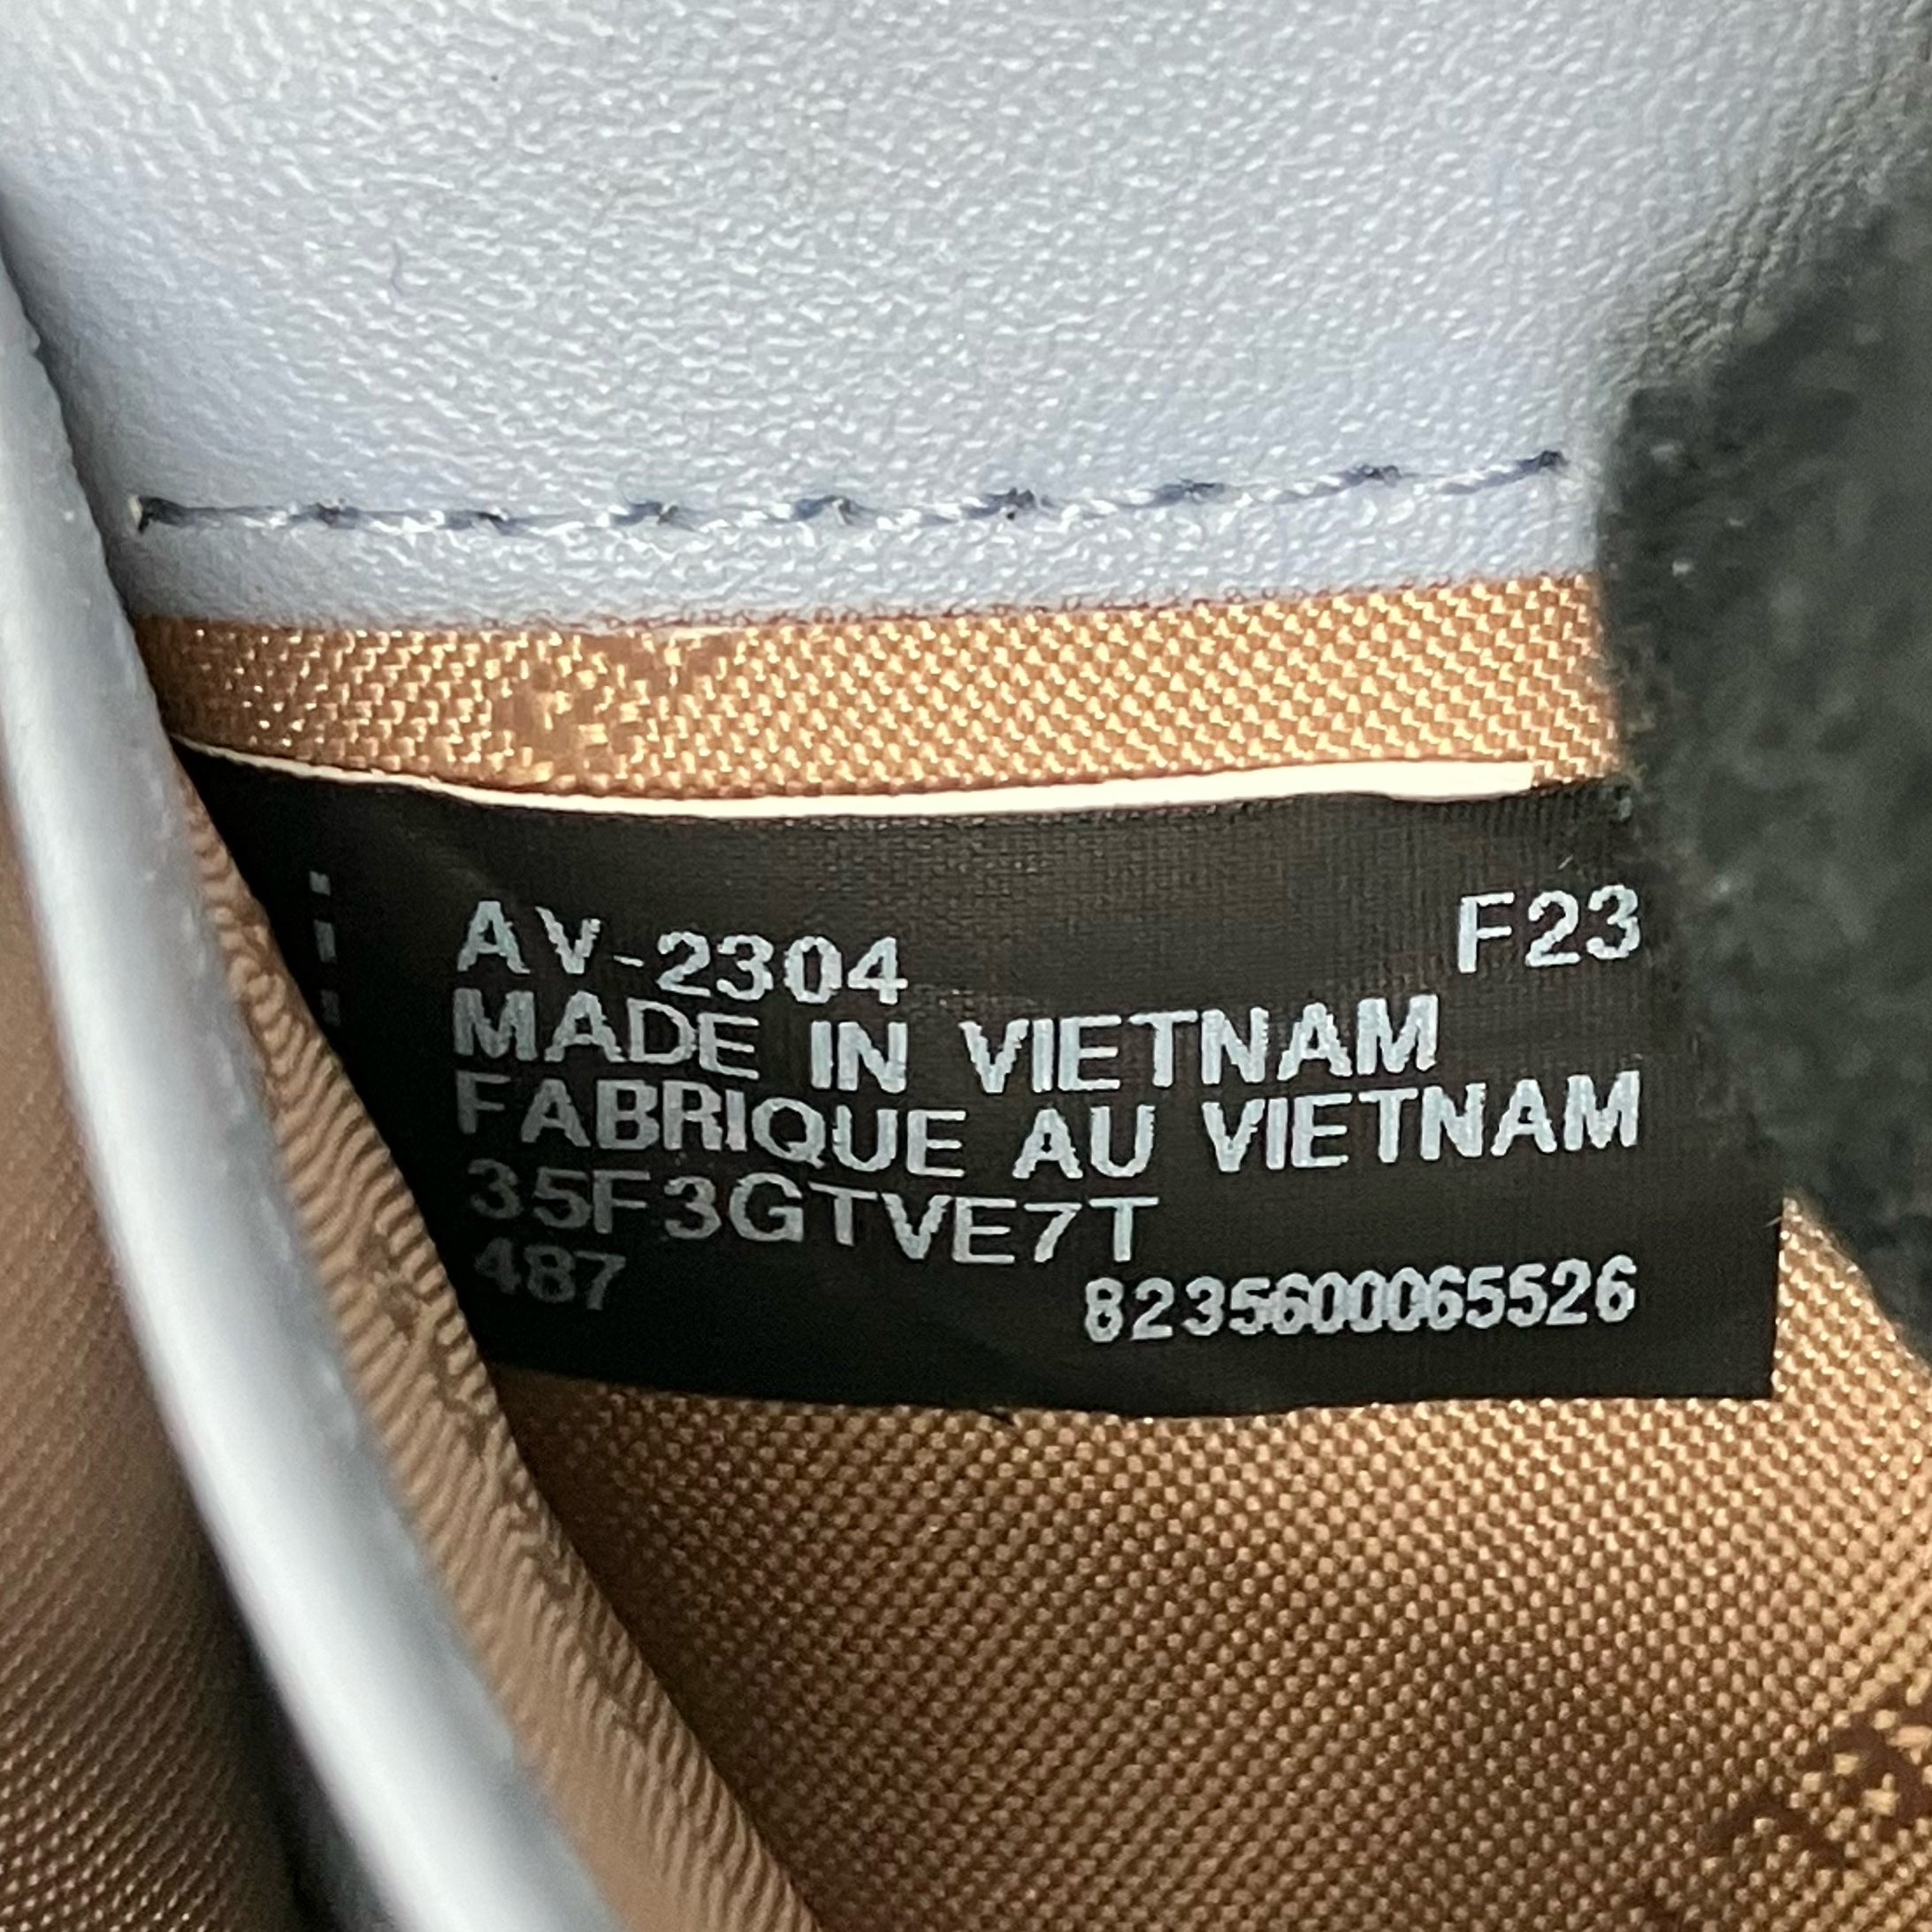 AV-2304 F23
MADE IN VIETNAM
FABRIQUE AU VIETNAM
35F3GTVE7T
487 8235600065526